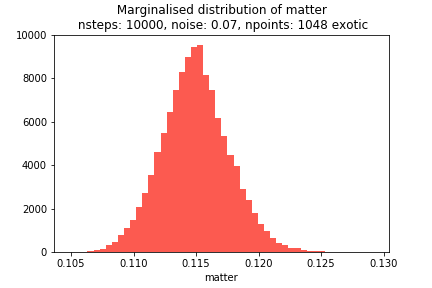 Marginalised distribution of matter
nsteps: 10000, noise: 0.07, npoints: 1048 exotic
10000
8000
6000
4000
2000
0
0.105 0.110 0.115 0.120 0.125 0.130
matter